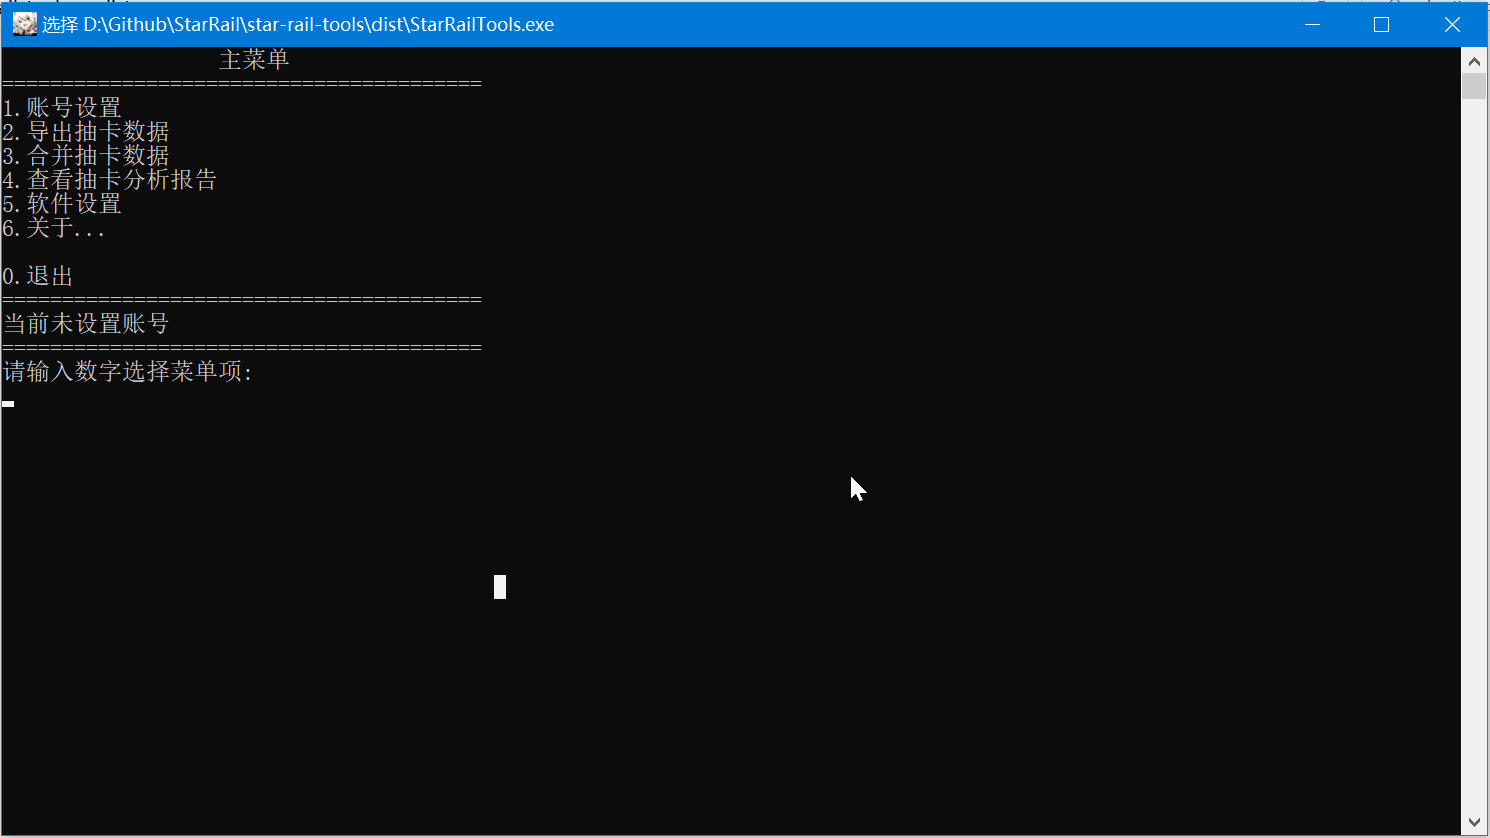 选择 D:\Github\StarRail\star-rail-tools\dist\StarRailTools.exe
主菜单
========================================
1.账号设置
2.导出抽卡数据
3.合并抽卡数据
4.查看抽卡分析报告
5.软件设置
6.关于...
0.退出
========================================
当前未设置账号
========================================
请输入数字选择菜单项: